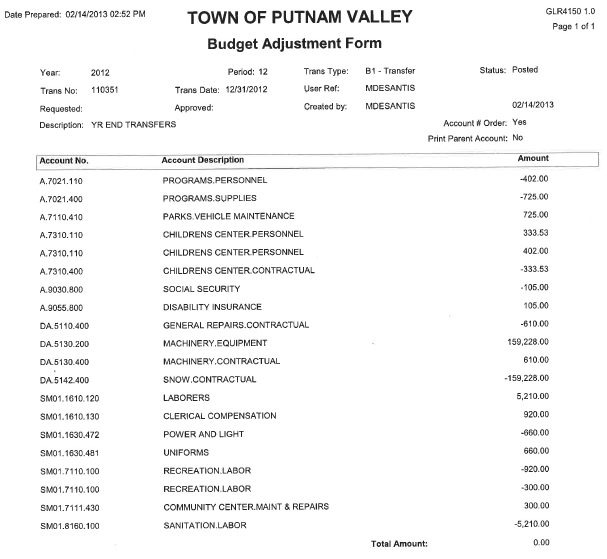 Date Prepared: 02/14/2013 02:52 PM
TOWN OF PUTNAM VALLEY
GLR4150 1.0
Page 1 of 1
Budget Adjustment Form
Year: 2012 Period: 12 Trans Type: B1 - Transfer Status: Posted
Trans No: 110351 Trans Date: 12/31/2012 User Ref: MDESANTIS
Requested: Approved: Created by: MDESANTIS 02/14/2013
Description: YR END TRANSFERS Account # Order: Yes
Print Parent Account: No
Account No. Account Description Amount
A.7021.110 PROGRAMS.PERSONNEL -402.00
A.7021.400 PROGRAMS.SUPPLIES -725.00
A.7110.410 PARKS.VEHICLE MAINTENANCE 725.00
A.7310.110 CHILDRENS CENTER.PERSONNEL 333.53
A.7310.110 CHILDRENS CENTER.PERSONNEL 402.00
A.7310.400 CHILDRENS CENTER.CONTRACTUAL -333.53
A.9030.800 SOCIAL SECURITY -105.00
A.9055.800 DISABILITY INSURANCE 105.00
DA.5110.400 GENERAL REPAIRS.CONTRACTUAL -610.00
DA.5130.200 MACHINERY.EQUIPMENT 159,228.00
DA.5130.400 MACHINERY.CONTRACTUAL 610.00
DA.5142.400 SNOW.CONTRACTUAL -159,228.00
SM01.1610.120 LABORERS 5,210.00
SM01.1610.130 CLERICAL COMPENSATION 920.00
SM01.1630.472 POWER AND LIGHT -660.00
SM01.1630.481 UNIFORMS 660.00
SM01.7110.100 RECREATION.LABOR -920.00
SM01.7110.100 RECREATION.LABOR -300.00
SM01.7111.430 COMMUNITY CENTER.MAINT & REPAIRS 300.00
SM01.8160.100 SANITATION.LABOR -5,210.00
Total Amount: 0.00